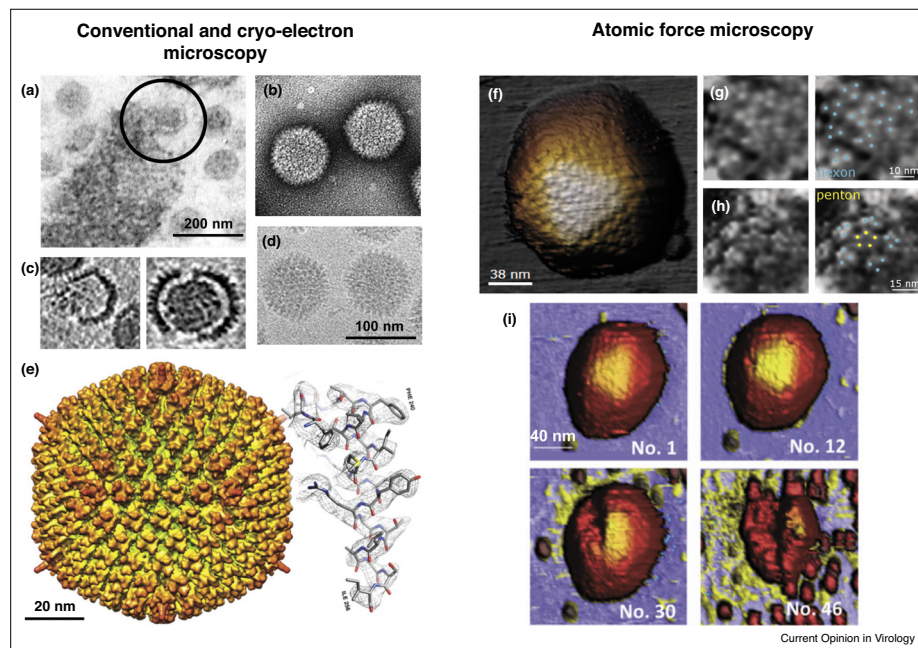 Conventional and cryo-electron
microscopy
Atomic force microscopy
(a)
200 nm
(b)
(c)
(d)
100 nm
(e)
20 nm
PHE 240
ILE 256
(f)
38 nm
(g)
hexon
10 nm
(h)
penton
15 nm
(i)
40 nm
No. 1
No. 12
No. 30
No. 46
Current Opinion in Virology